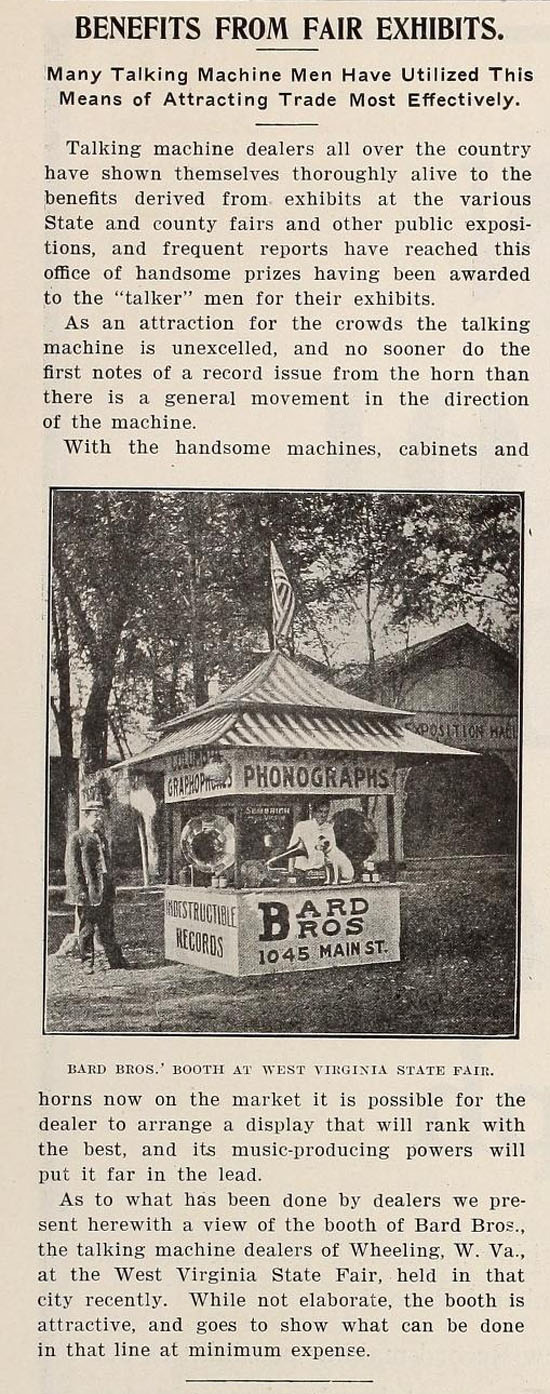 BENEFITS FROM FAIR EXHIBITS.
Many Talking Machine Men Have Utilized This
Means of Attracting Trade Most Effectively.
Talking machine dealers all over the country
have shown themselves thoroughly alive to the
benefits derived from exhibits at the various
State and county fairs and other public exposi-
tions, and frequent reports have reached this
office of handsome prizes having been awarded
to the "talker" men for their exhibits.
As an attraction for the crowds the talking
machine is unexcelled, and no sooner do the
first notes of a record issue from the horn than
there is a general movement in the direction
of the machine.
With the handsome machines, cabinets and
EXPOSITION HALL
COLUMBIA
GRAPHOPHONES
PHONOGRAPHS
SEMBRICH
INDESTRUCTIBLE
RECORDS
BARD
BROS
1045 MAIN ST.
BARD BROS.' BOOTH AT WEST VIRGINIA STATE FAIR.
horns now on the market it is possible for the
dealer to arrange a display that will rank with
the best, and its music-producing powers will
put it far in the lead.
As to what has been done by dealers we pre-
sent herewith a view of the booth of Bard Bros.,
the talking machine dealers of Wheeling, W. Va.,
at the West Virginia State Fair, held in that
city recently. While not elaborate, the booth is
attractive, and goes to show what can be done
in that line at minimum expense.